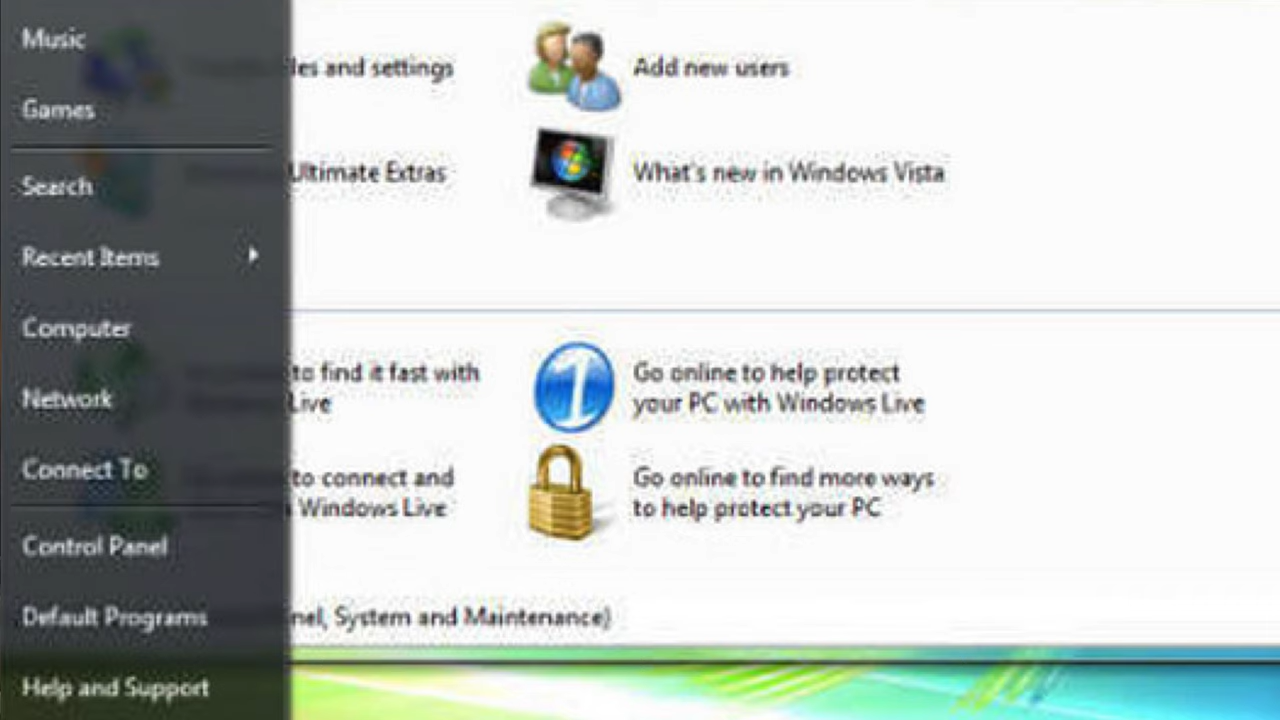 Music
Games
Search
Recent Items
Computer
Network
Connect To
Control Panel
Default Programs
Help and Support
and settings
Add new users
Ultimate Extras
What's new in Windows Vista
to find it fast with
Live
Go online to help protect
your PC with Windows Live
to connect and
Windows Live
Go online to find more ways
to help protect your PC
nel, System and Maintenance)